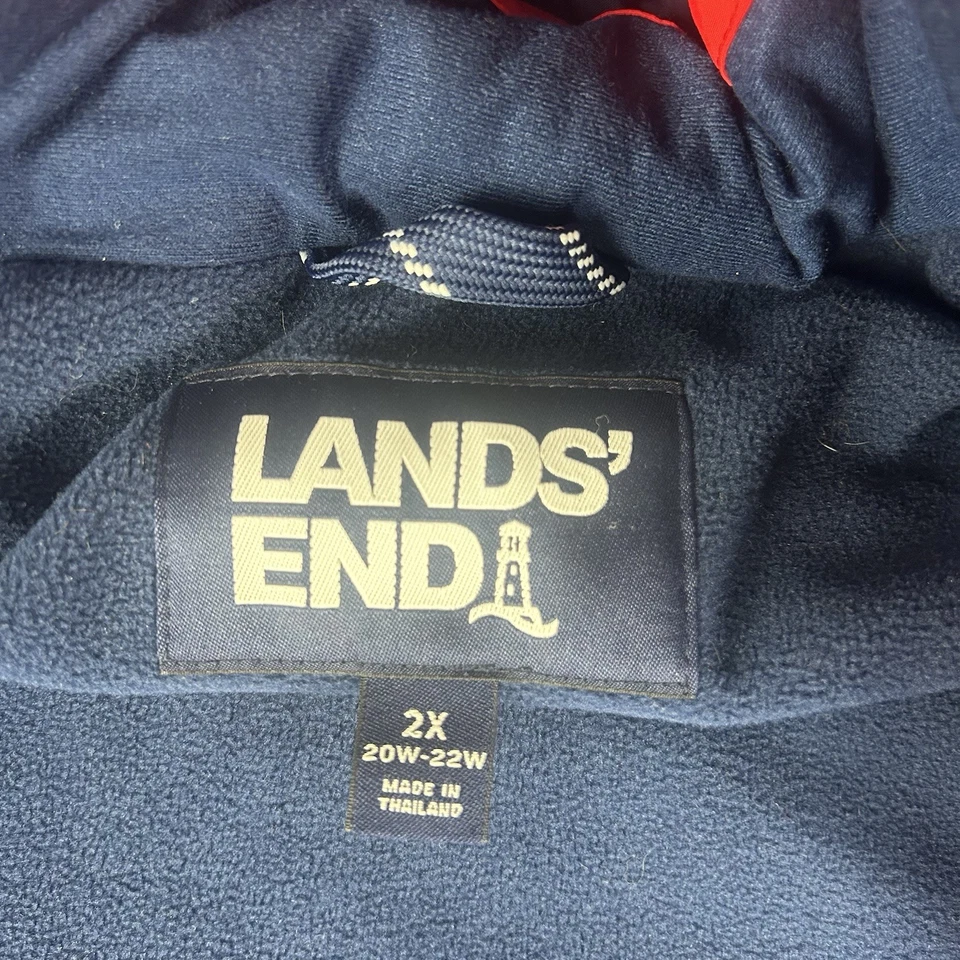 LANDS'
END
2X
20W-22W
MADE IN
THAILAND